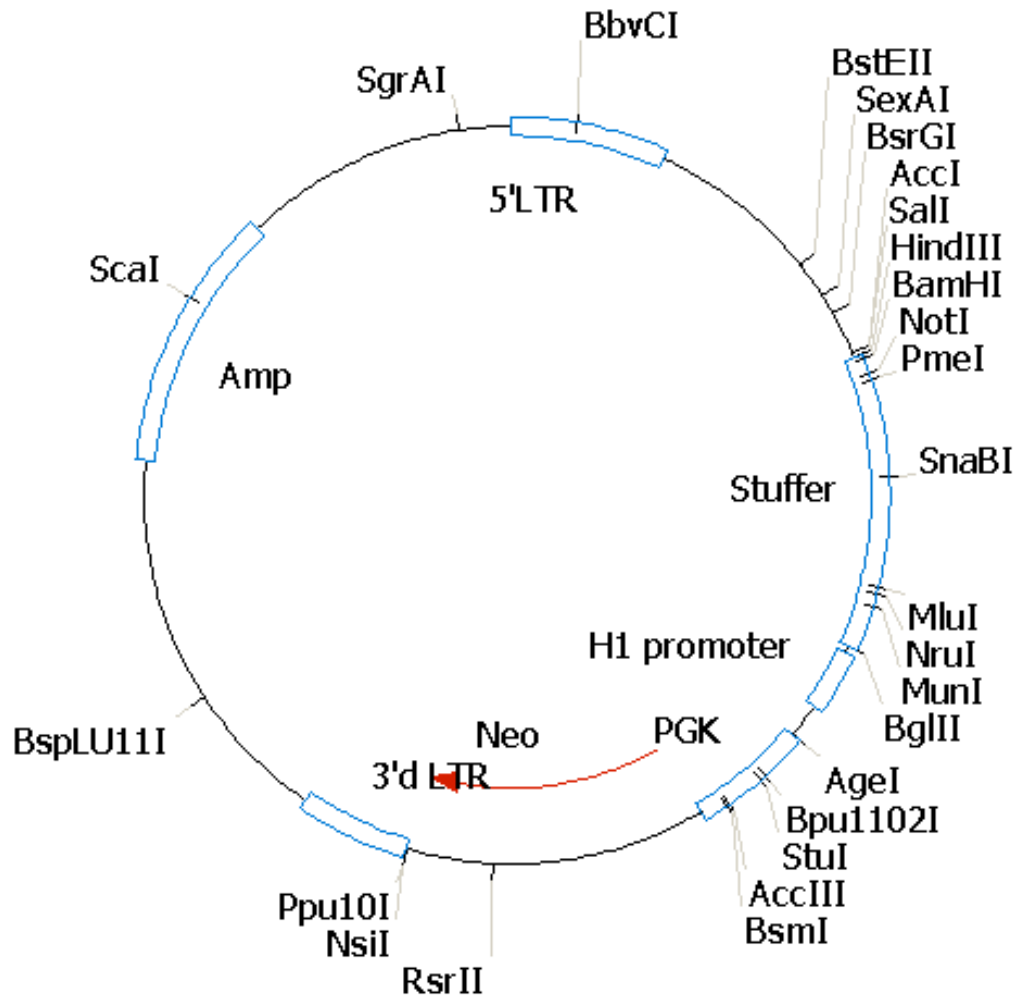 BbvCI
SgrAI
BstEII
SexAI
BsrGI
AccI
SalI
HindIII
BamHI
NotI
PmeI
5'LTR
ScaI
Amp
SnaBI
Stuffer
MluI
NruI
MunI
BglII
H1 promoter
PGK
Neo
3'd LTR
BspLU11I
AgeI
Bpu1102I
StuI
AccIII
BsmI
Ppu10I
NsiI
RsrII